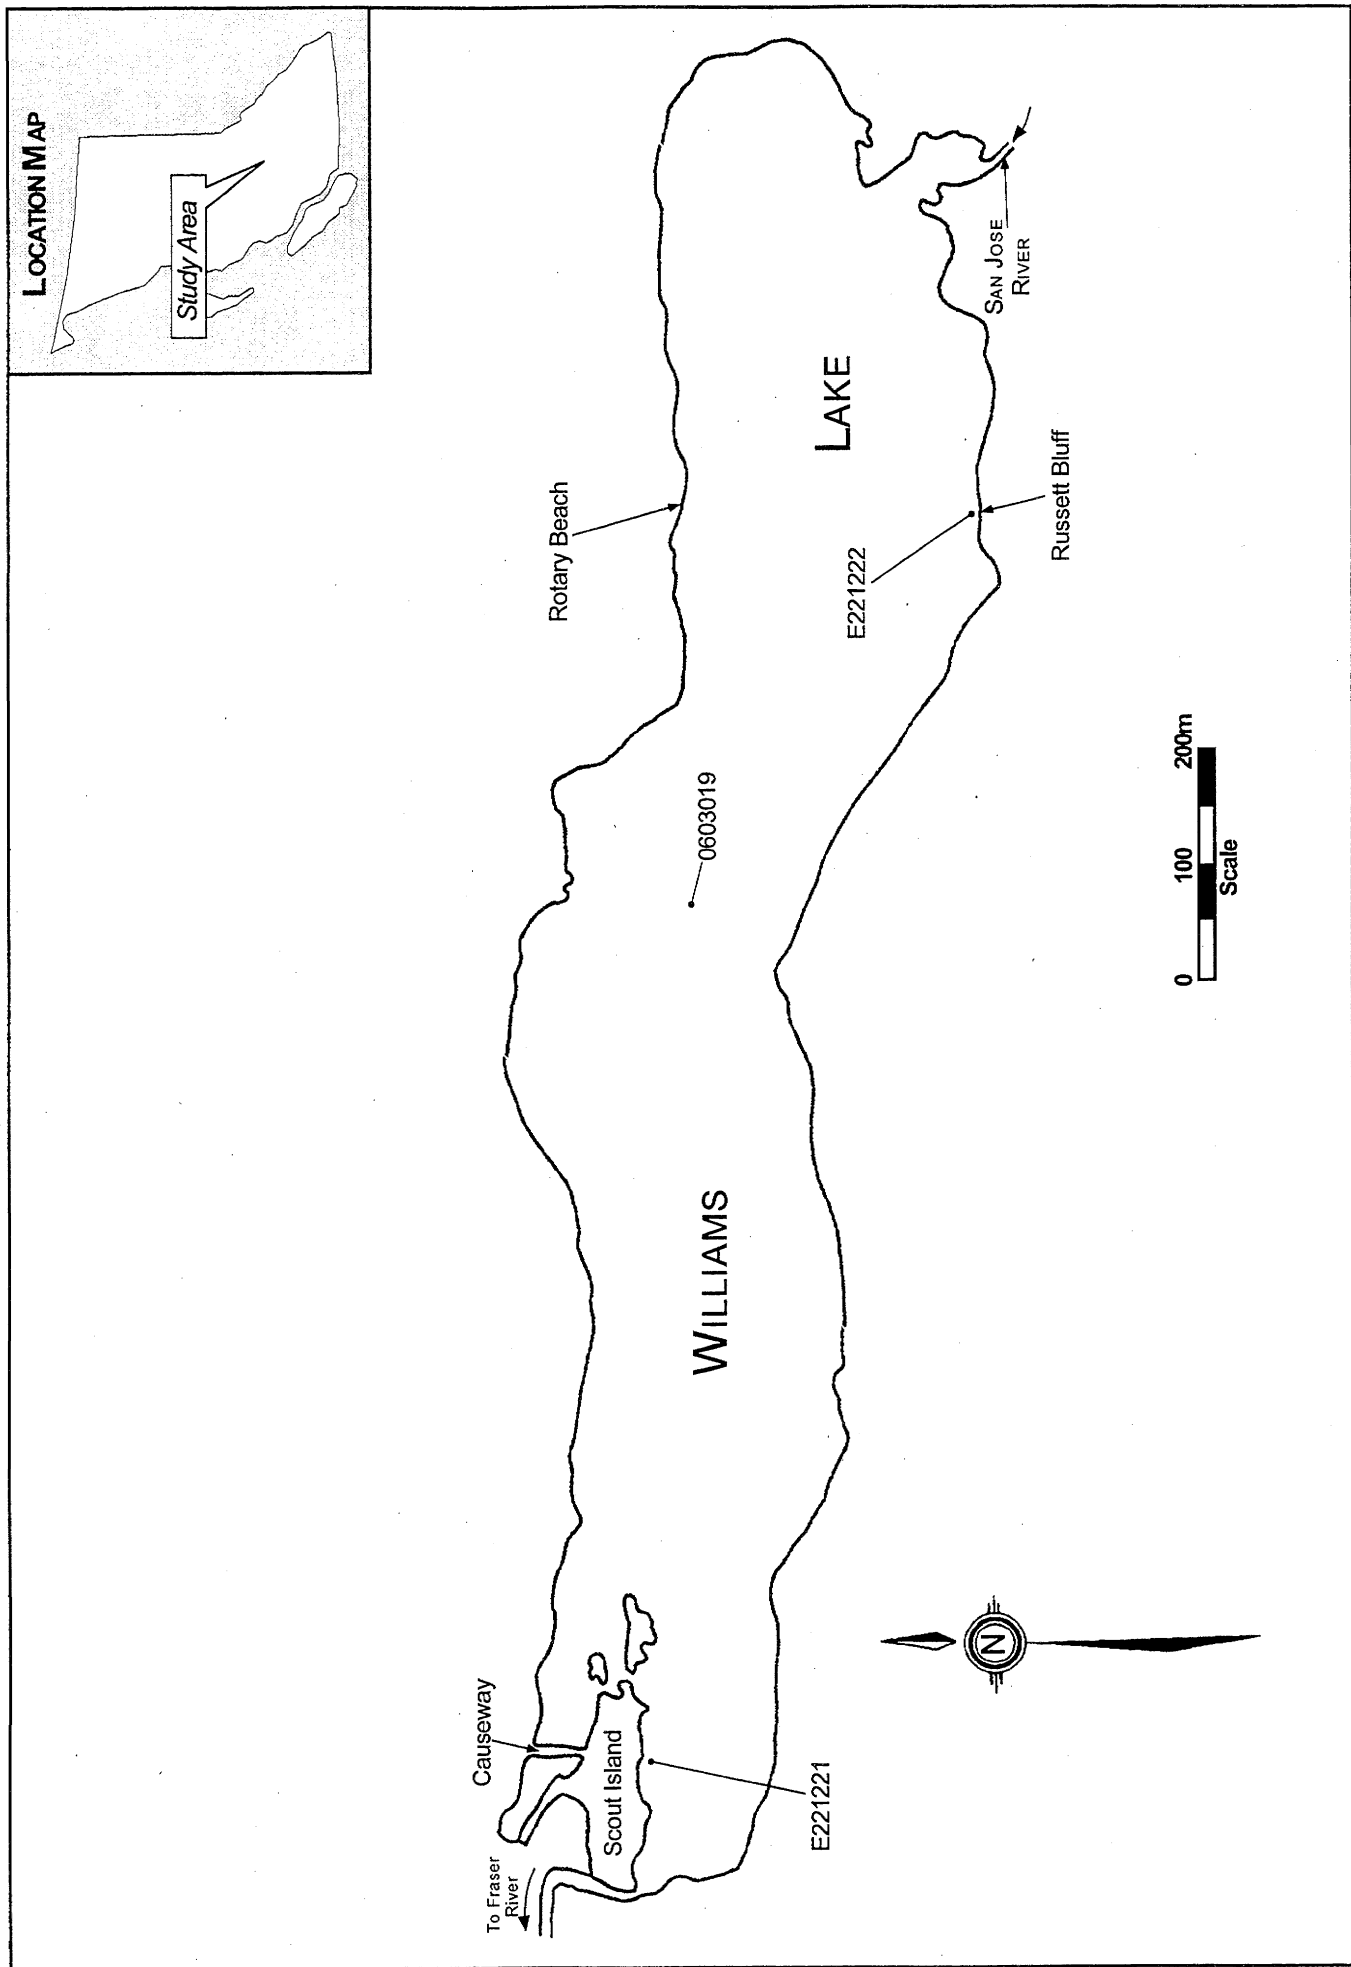 LOCATION MAP
Study Area
Causeway
To Fraser
River
Scout Island
E221221
WILLIAMS
0603019
Rotary Beach
LAKE
E221222
Russett Bluff
SAN JOSE
RIVER
N
0 100 200m
Scale